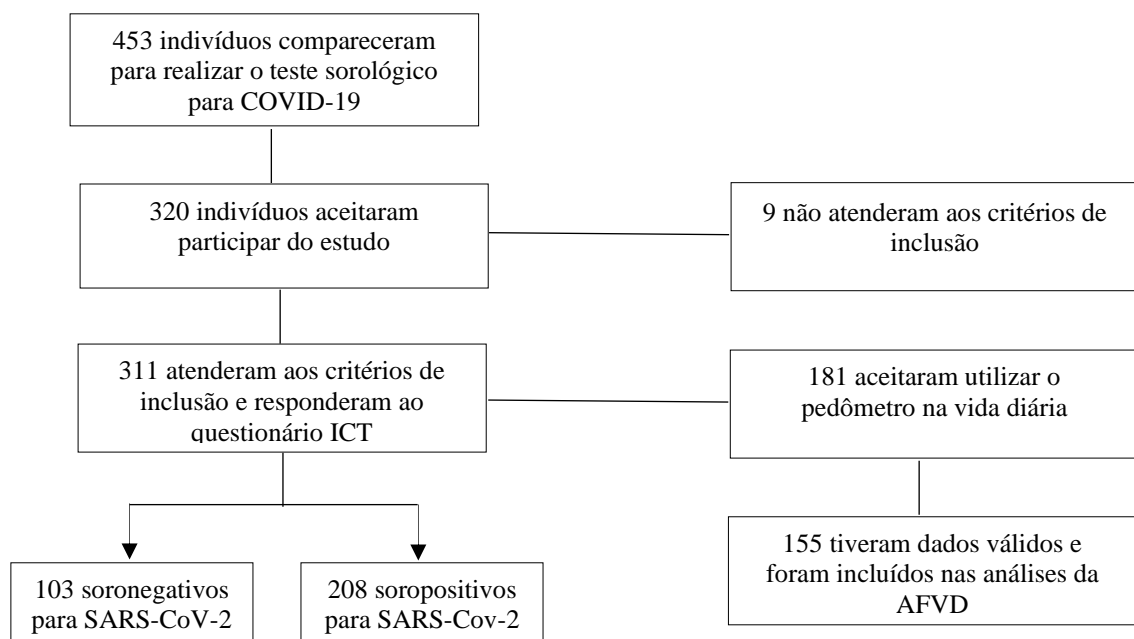 453 indivíduos compareceram
para realizar o teste sorológico
para COVID-19
320 indivíduos aceitaram
participar do estudo
9 não atenderam aos critérios de
inclusão
311 atenderam aos critérios de
inclusão e responderam ao
questionário ICT
181 aceitaram utilizar o
pedômetro na vida diária
155 tiveram dados válidos e
foram incluídos nas análises da
AFVD
103 soronegativos
para SARS-CoV-2
208 soropositivos
para SARS-Cov-2